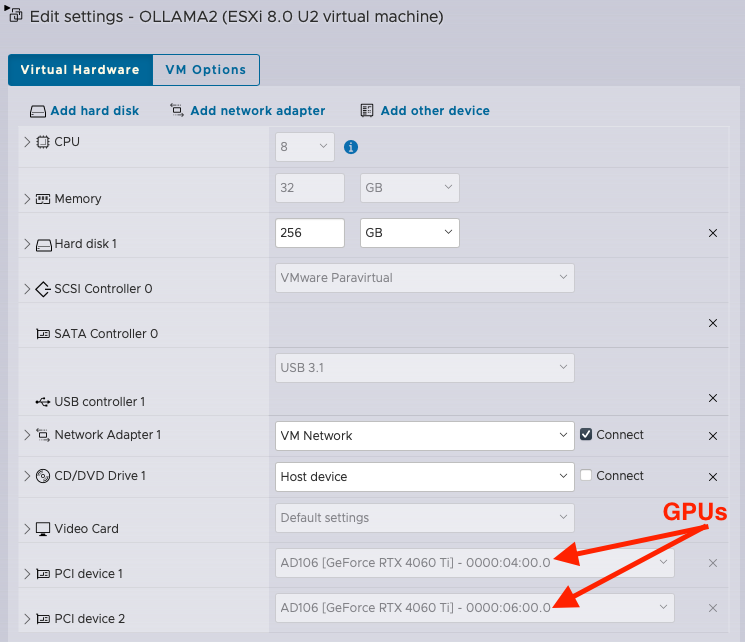 Edit settings - OLLAMA2 (ESXi 8.0 U2 virtual machine)
Virtual Hardware VM Options
Add hard disk Add network adapter Add other device
CPU 8
Memory 32 GB
Hard disk 1 256 GB
SCSI Controller 0 VMware Paravirtual
SATA Controller 0
USB controller 1 USB 3.1
Network Adapter 1 VM Network Connect
CD/DVD Drive 1 Host device Connect
Video Card Default settings
GPUs
PCI device 1 AD106 [GeForce RTX 4060 Ti] - 0000:04:00.0
PCI device 2 AD106 [GeForce RTX 4060 Ti] - 0000:06:00.0